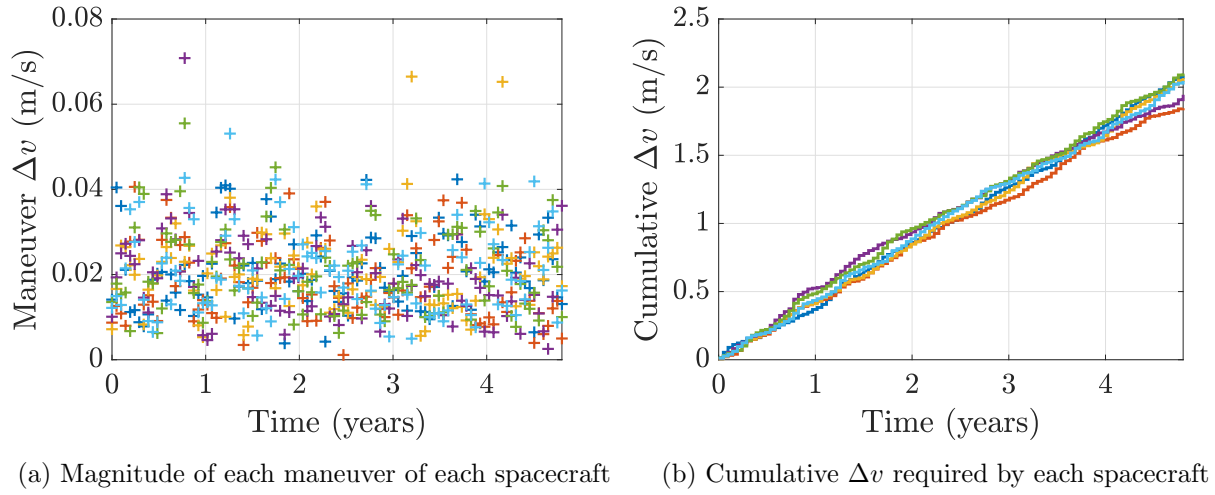 0.08
0.06
0.04
0.02
0
Maneuver Δv (m/s)
0 1 2 3 4
Time (years)
(a) Magnitude of each maneuver of each spacecraft
2.5
2
1.5
1
0.5
0
Cumulative Δv (m/s)
0 1 2 3 4
Time (years)
(b) Cumulative Δv required by each spacecraft